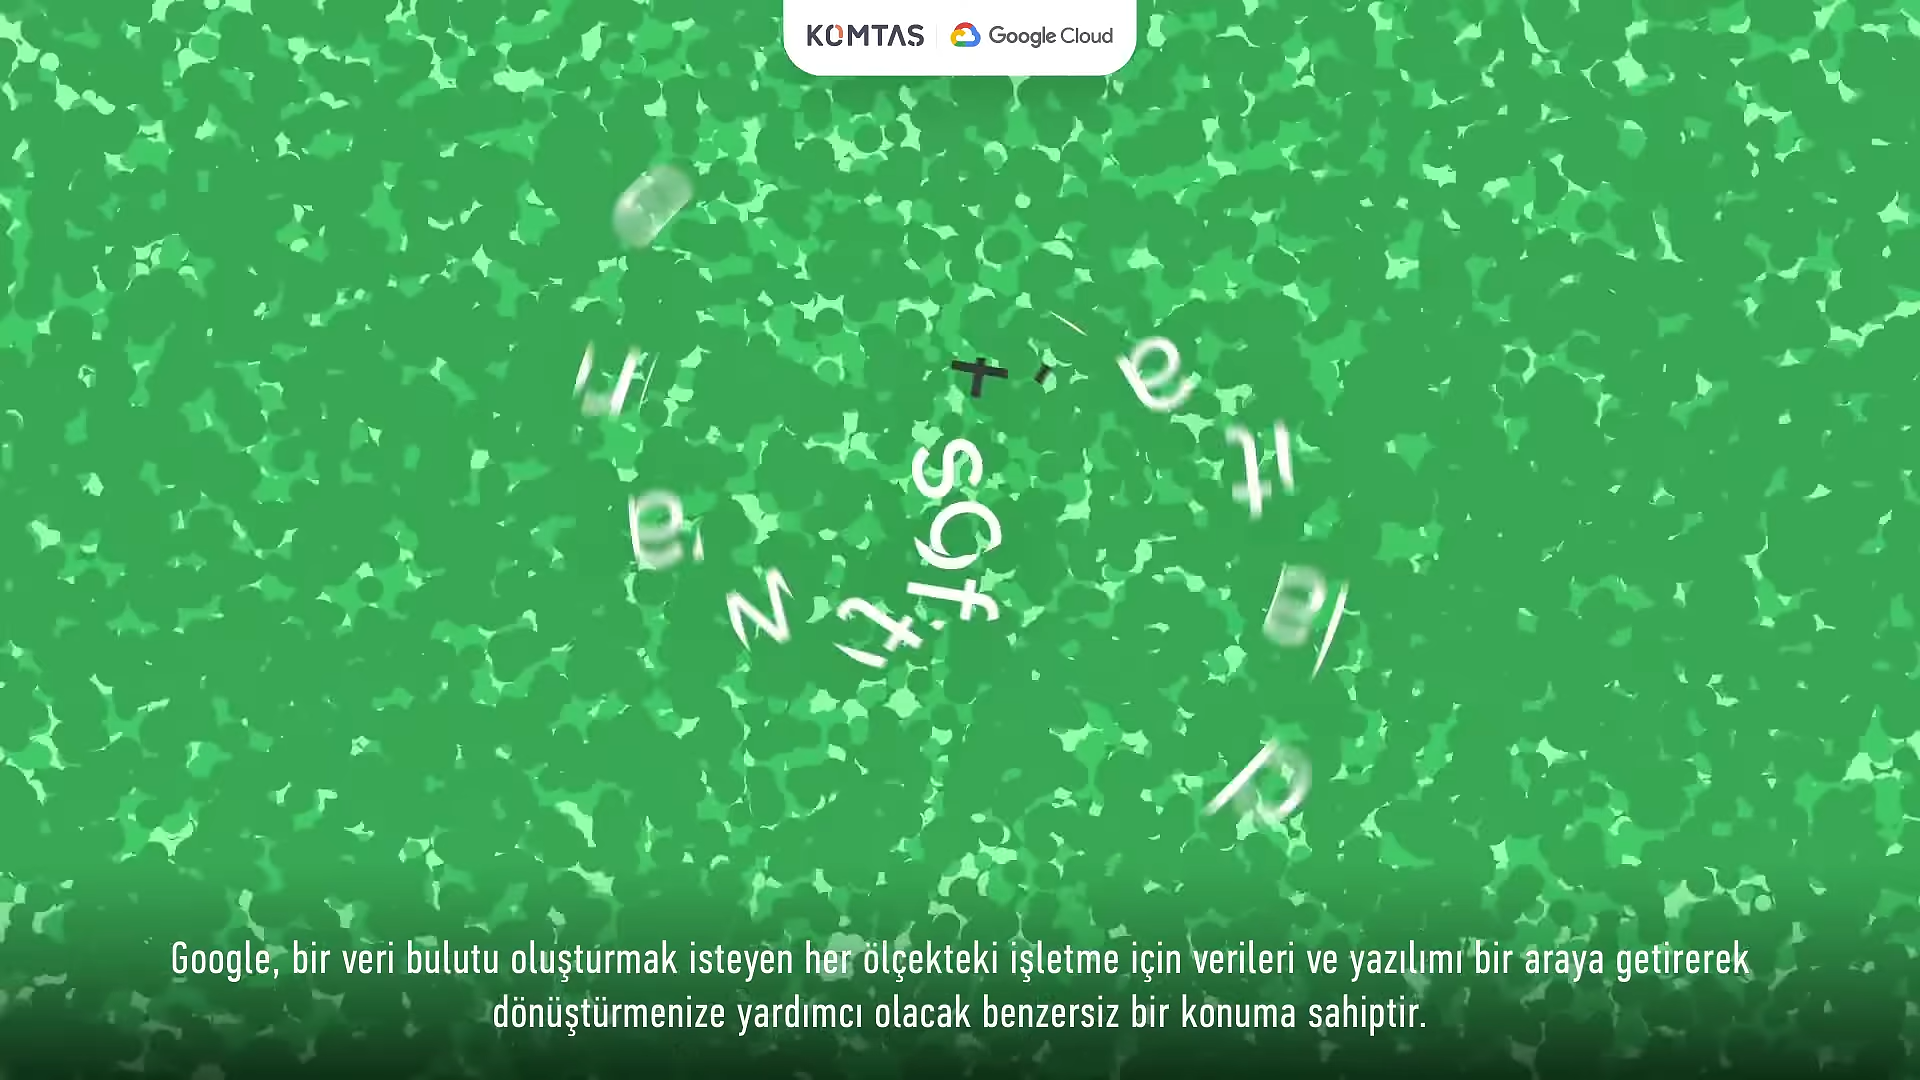 KOMTAS Google Cloud
Google, bir veri bulutu oluşturmak isteyen her ölçekteki işletme için verileri ve yazılımı bir araya getirerek
dönüştürmenize yardımcı olacak benzersiz bir konuma sahiptir.